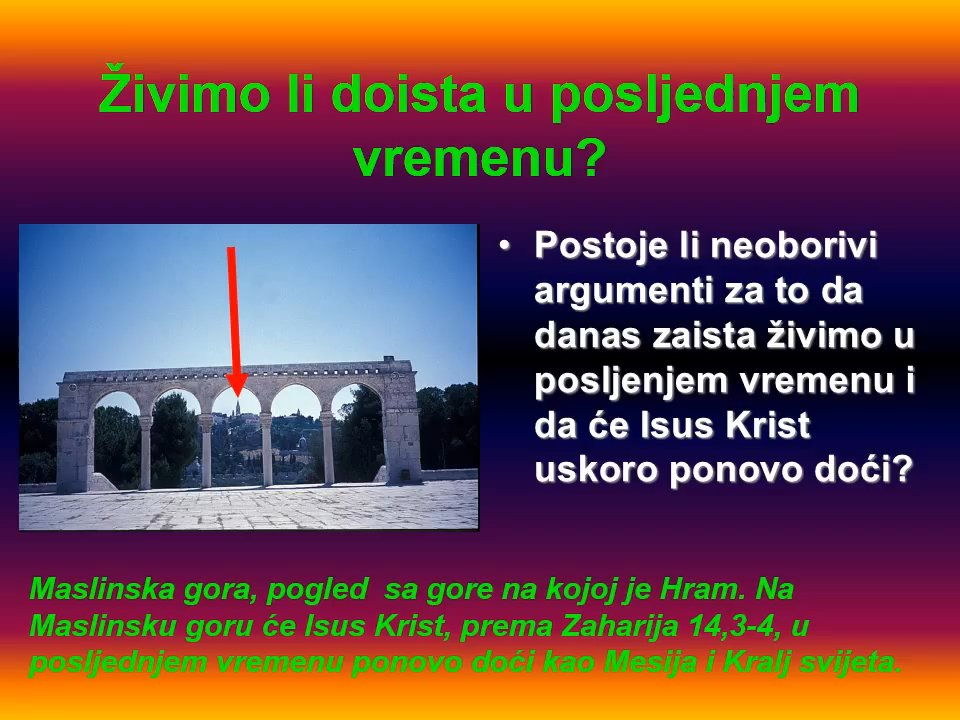 Živimo li doista u posljednjem
vremenu?
• Postoje li neoborivi
argumenti za to da
danas zaista živimo u
posljenjem vremenu i
da će Isus Krist
uskoro ponovo doći?
Maslinska gora, pogled sa gore na kojoj je Hram. Na
Maslinsku goru će Isus Krist, prema Zaharija 14,3-4, u
posljednjem vremenu ponovo doći kao Mesija i Kralj svijeta.